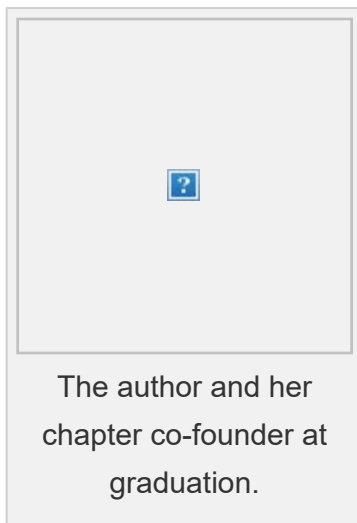 The author and her
chapter co-founder at
graduation.